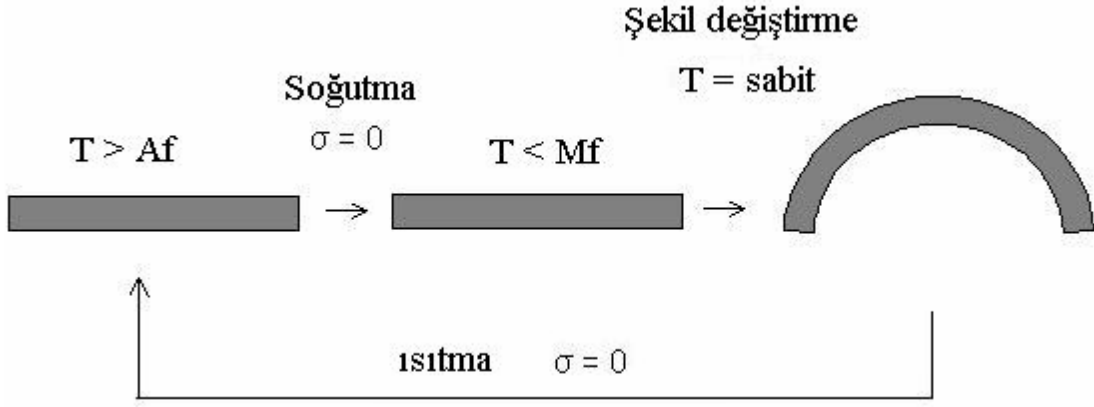 Şekil değiştirme
T = sabit
Soğutma
σ = 0
T > Af
T < Mf
ısıtma σ = 0